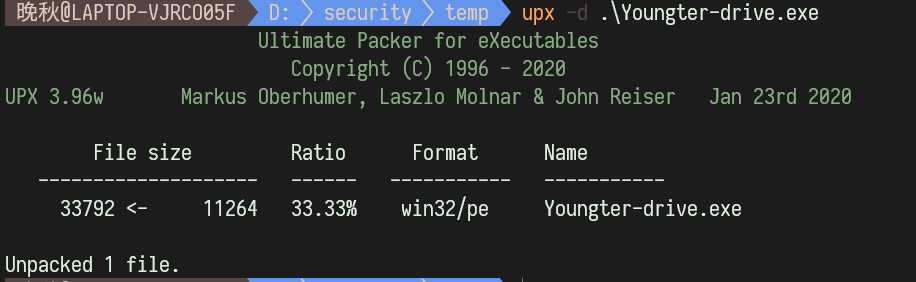 晚秋@LAPTOP-VJRCO05F D: security temp upx -d .\Youngter-drive.exe
Ultimate Packer for eXecutables
Copyright (C) 1996 - 2020
UPX 3.96w Markus Oberhumer, Laszlo Molnar & John Reiser Jan 23rd 2020
File size Ratio Format Name
-------------------- ------ ----------- -----------
33792 <- 11264 33.33% win32/pe Youngter-drive.exe
Unpacked 1 file.